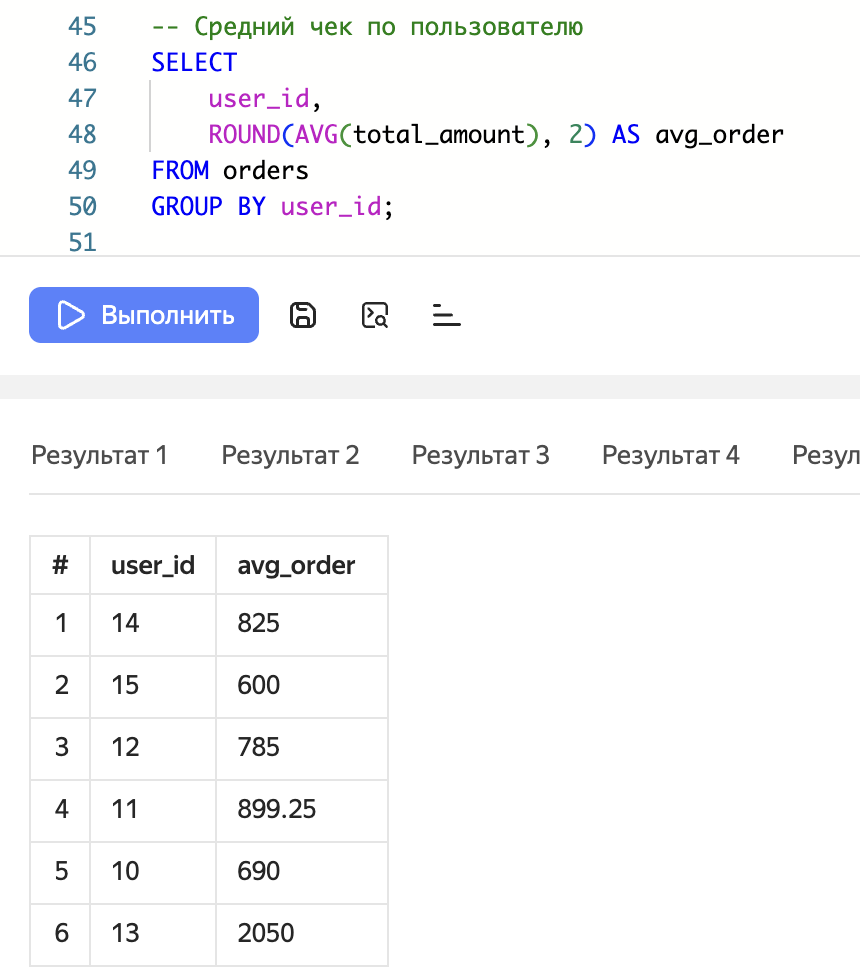 45 -- Средний чек по пользователю
46 SELECT
47 user_id,
48 ROUND(AVG(total_amount), 2) AS avg_order
49 FROM orders
50 GROUP BY user_id;
51
Выполнить
Результат 1 Результат 2 Результат 3 Результат 4 Резул
# user_id avg_order
1 14 825
2 15 600
3 12 785
4 11 899.25
5 10 690
6 13 2050